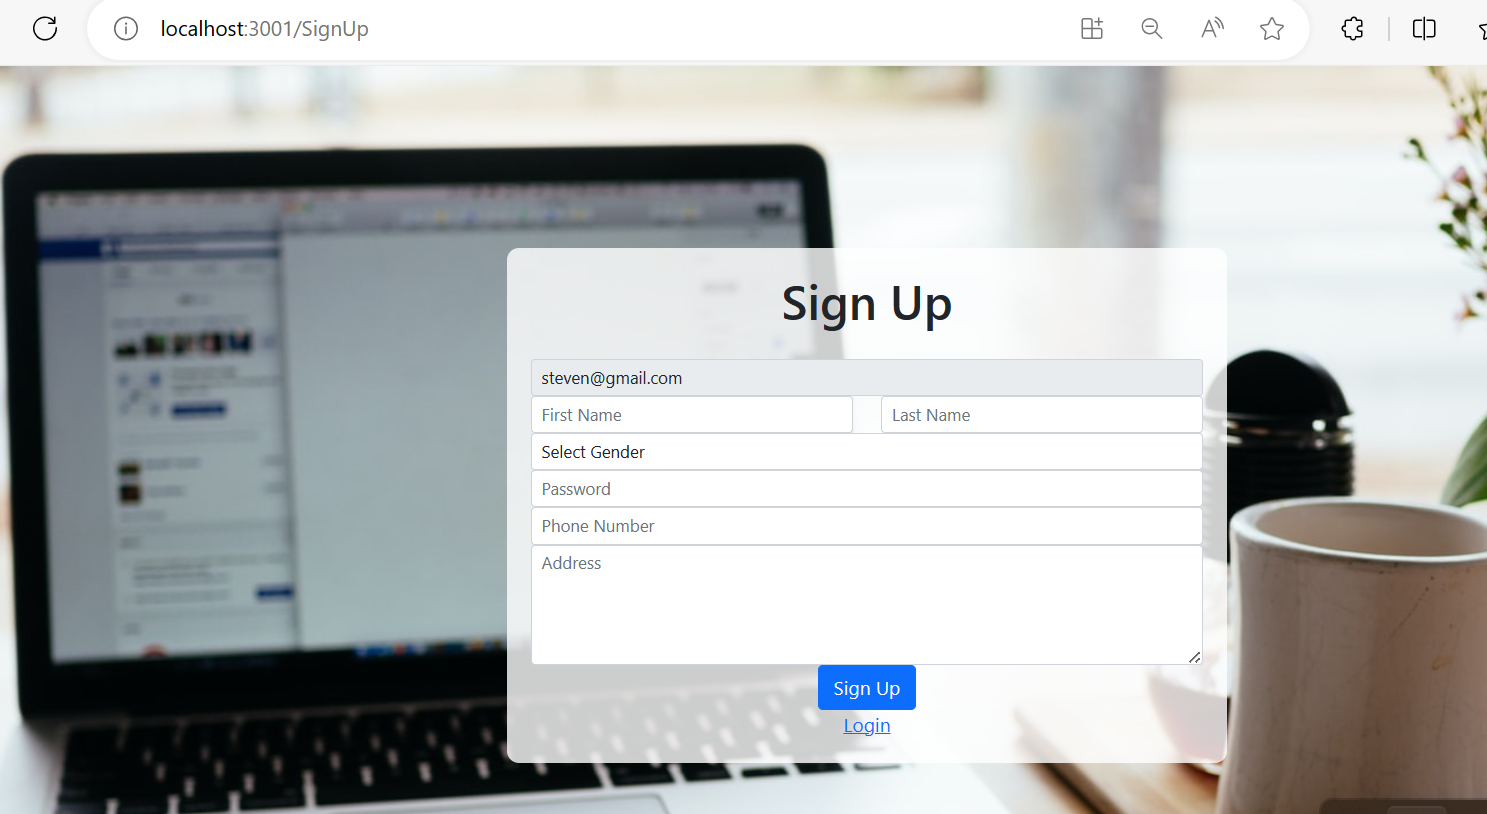 localhost:3001/SignUp
Sign Up
steven@gmail.com
First Name Last Name
Select Gender
Password
Phone Number
Address
Sign Up
Login